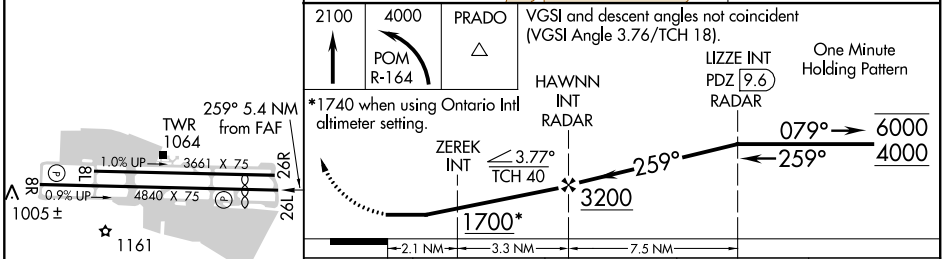 2100
4000
POM
R-164
PRADO
VGSI and descent angles not coincident
(VGSI Angle 3.76/TCH 18).
*1740 when using Ontario Intl
altimeter setting.
HAWNN
INT
RADAR
LIZZE INT
PDZ 9.6
RADAR
One Minute
Holding Pattern
ZEREK
INT
3.77°
TCH 40
259°
079°
259°
6000
4000
3200
1700*
2.1 NM
3.3 NM
7.5 NM
259° 5.4 NM
from FAF
TWR
1064
1.0% UP
3661 X 75
8L
26R
P
8R
0.9% UP
4840 X 75
P
26L
1005 ±
1161